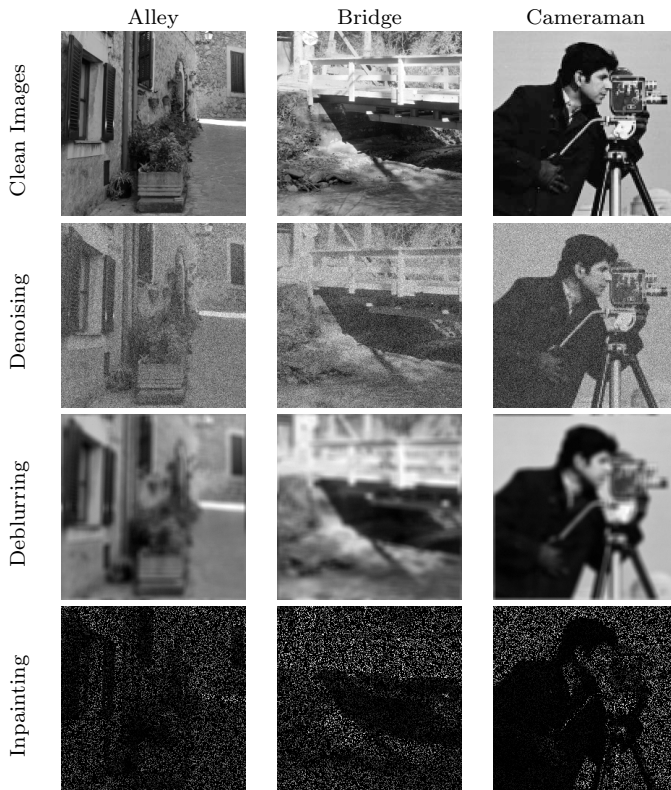 Alley Bridge Cameraman
Clean Images
Denoising
Deblurring
Inpainting